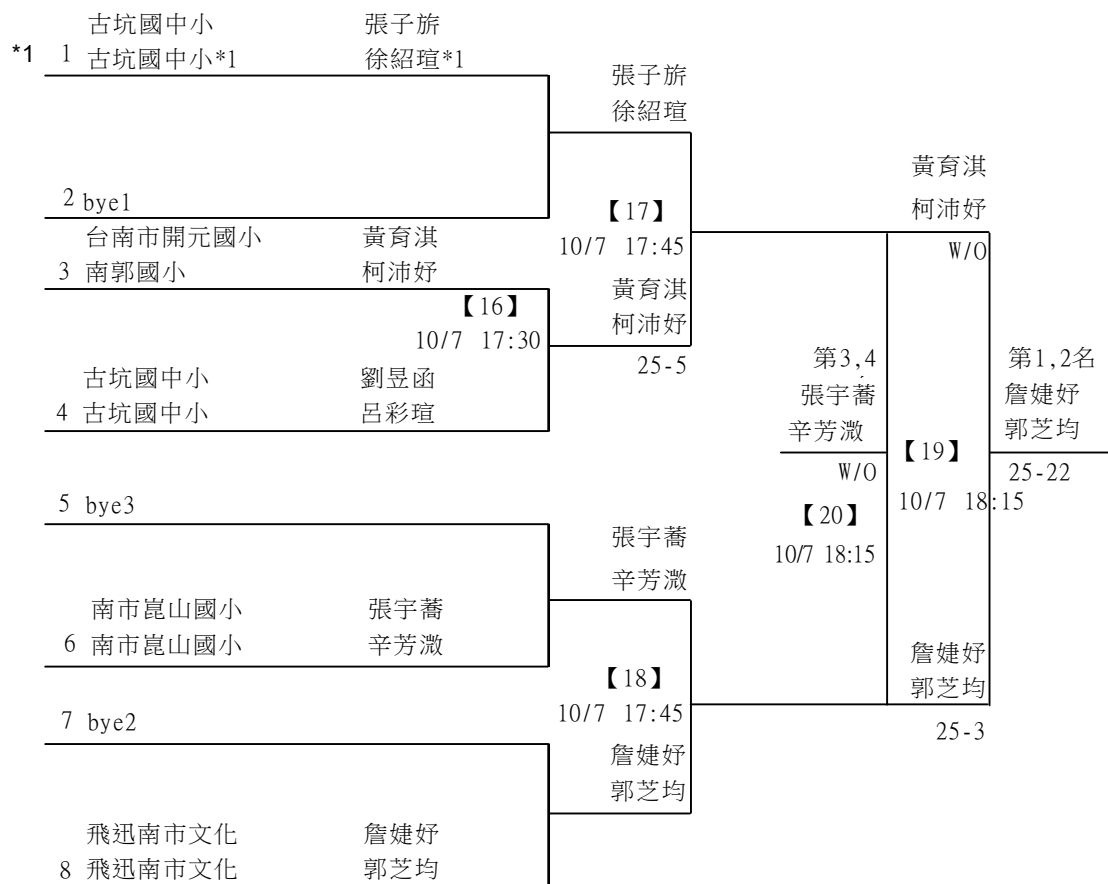 古坑國中小 張子旂
*1 1 古坑國中小*1 徐紹瑄*1
張子旂
徐紹瑄
2 bye1
【17】
10/7 17:45
台南市開元國小 黃育淇
3 南郭國小 柯沛妤
【16】
10/7 17:30
黃育淇
柯沛妤
25-5
古坑國中小 劉昱函
4 古坑國中小 呂彩瑄
黃育淇
柯沛妤
W/O
第3,4
張宇蕎
辛芳溦
W/O
【20】
10/7 18:15
【19】
10/7 18:15
第1,2名
詹婕妤
郭芝均
25-22
5 bye3
張宇蕎
辛芳溦
南市崑山國小 張宇蕎
6 南市崑山國小 辛芳溦
【18】
10/7 17:45
詹婕妤
郭芝均
25-3
7 bye2
詹婕妤
郭芝均
飛迅南市文化 詹婕妤
8 飛迅南市文化 郭芝均